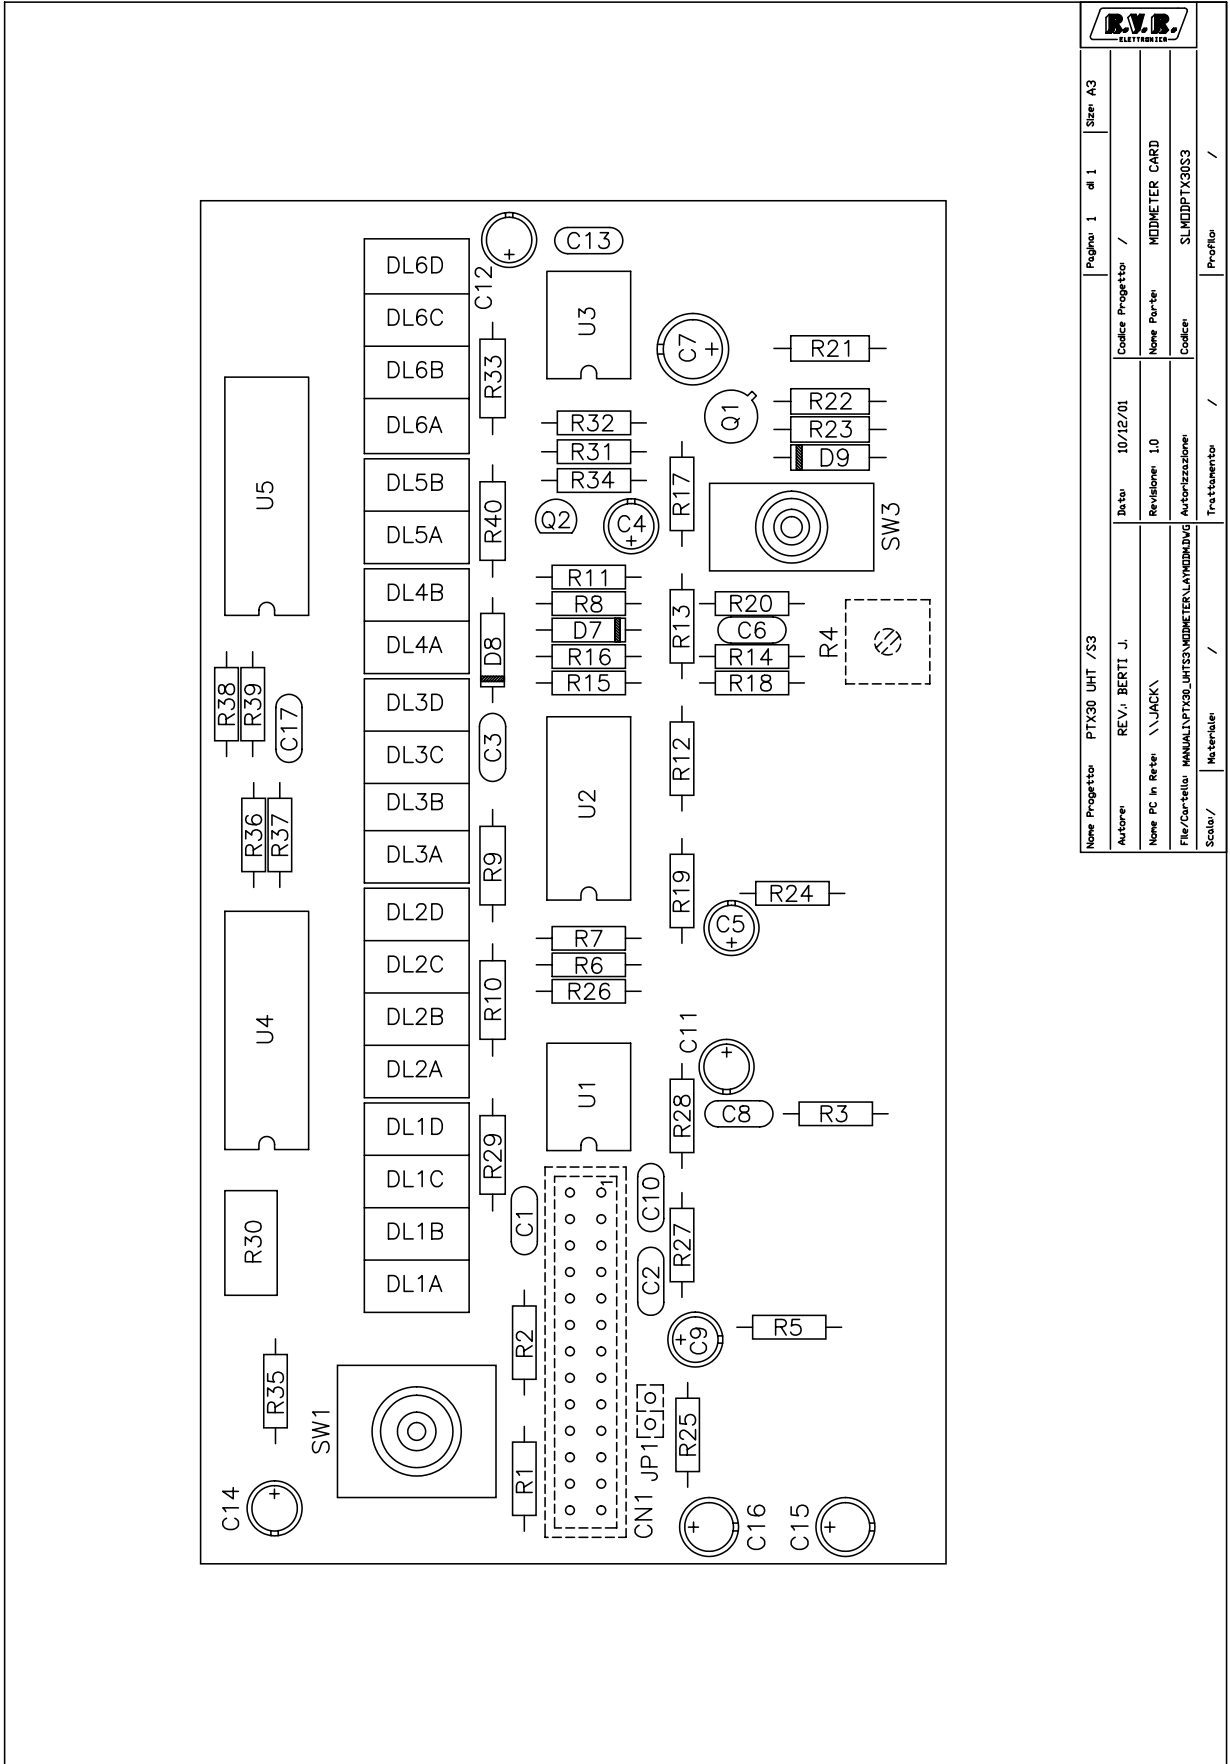 R.V.R.
ELETTRONICA
Nome Progetto: PTX30 UHT /S3
Pagina: 1 di 1
Size: A3
Autore: REV.: BERTI J.
Data: 10/12/01
Codice Progetto: /
Nome PC in Rete: \\JACK\
Revisione: 1.0
Nome Parte: MODMETER CARD
File/Cartella: MANUALI\PTX30_UHTS3\MODMETER\LAYMODM.DWG
Autorizzazione:
Codice: SLMODPTX30S3
Scala: /
Materiale: /
Trattamento: /
Profilo: /
DL6D
DL6C
DL6B
DL6A
DL5B
DL5A
DL4B
DL4A
DL3D
DL3C
DL3B
DL3A
DL2D
DL2C
DL2B
DL2A
DL1D
DL1C
DL1B
DL1A
U5
R38
R39
C17
R36
R37
U4
R30
R35
C14
+
SW1
C12
+
R33
R40
D8
C3
R9
R10
R29
C1
R2
R1
C13
U3
R32
R31
R34
Q2
C4
+
R11
R8
D7
R16
R15
U2
R7
R6
R26
U1
1
CN1
JP1
C7
+
Q1
R21
R22
R23
D9
R17
SW3
R13
R20
C6
R14
R18
R4
R12
R19
R24
C5
+
C11
+
R28
C8
R3
C10
R27
C2
C9
+
R5
R25
C16
+
C15
+